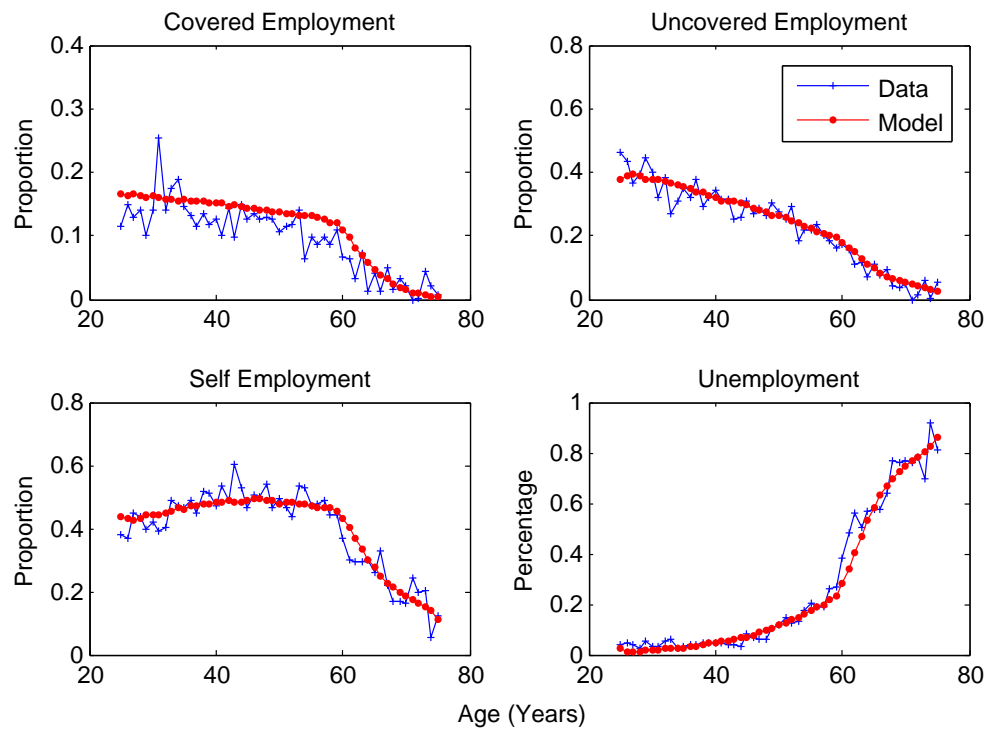 Covered Employment
Uncovered Employment
0.4
0.3
0.2
0.1
0
Proportion
20 40 60 80
0.8
0.6
0.4
0.2
0
Proportion
20 40 60 80
Data
Model
Self Employment
Unemployment
0.8
0.6
0.4
0.2
0
Proportion
20 40 60 80
1
0.8
0.6
0.4
0.2
0
Percentage
20 40 60 80
Age (Years)